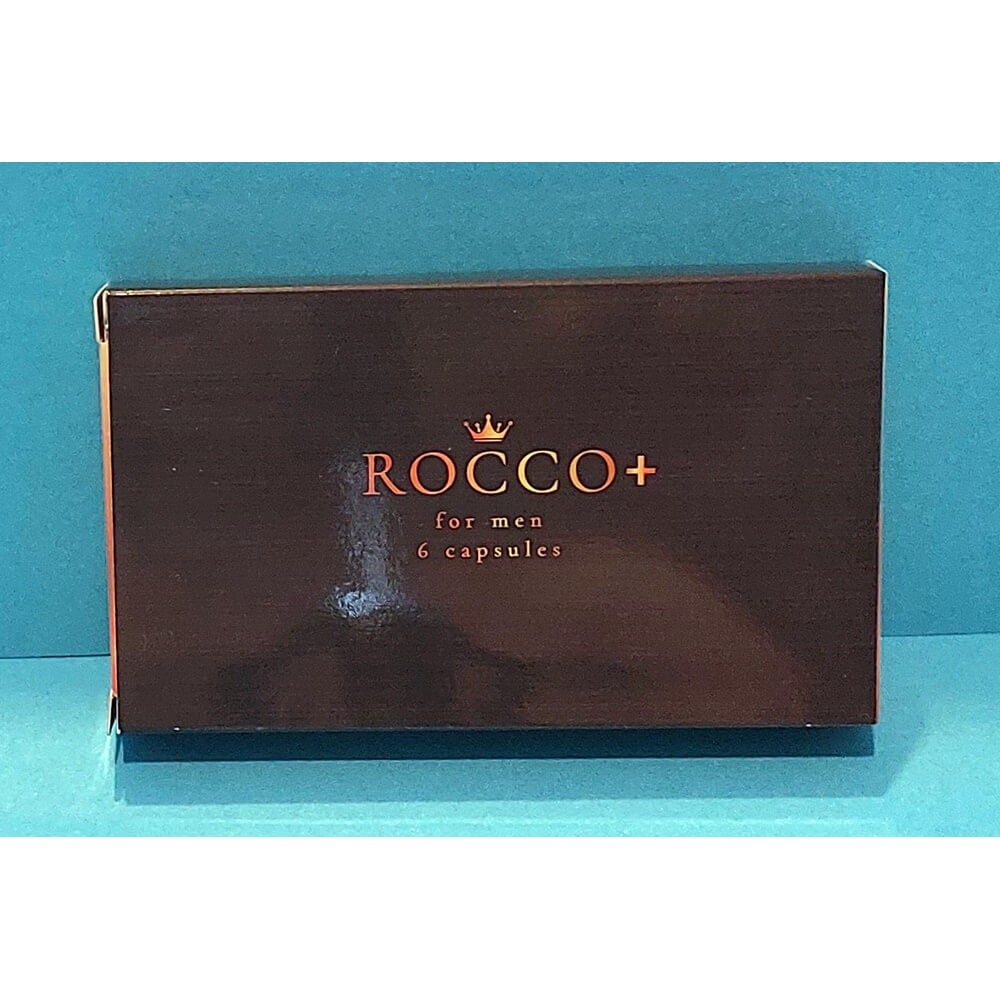 ROCCO+
for men
6 capsules